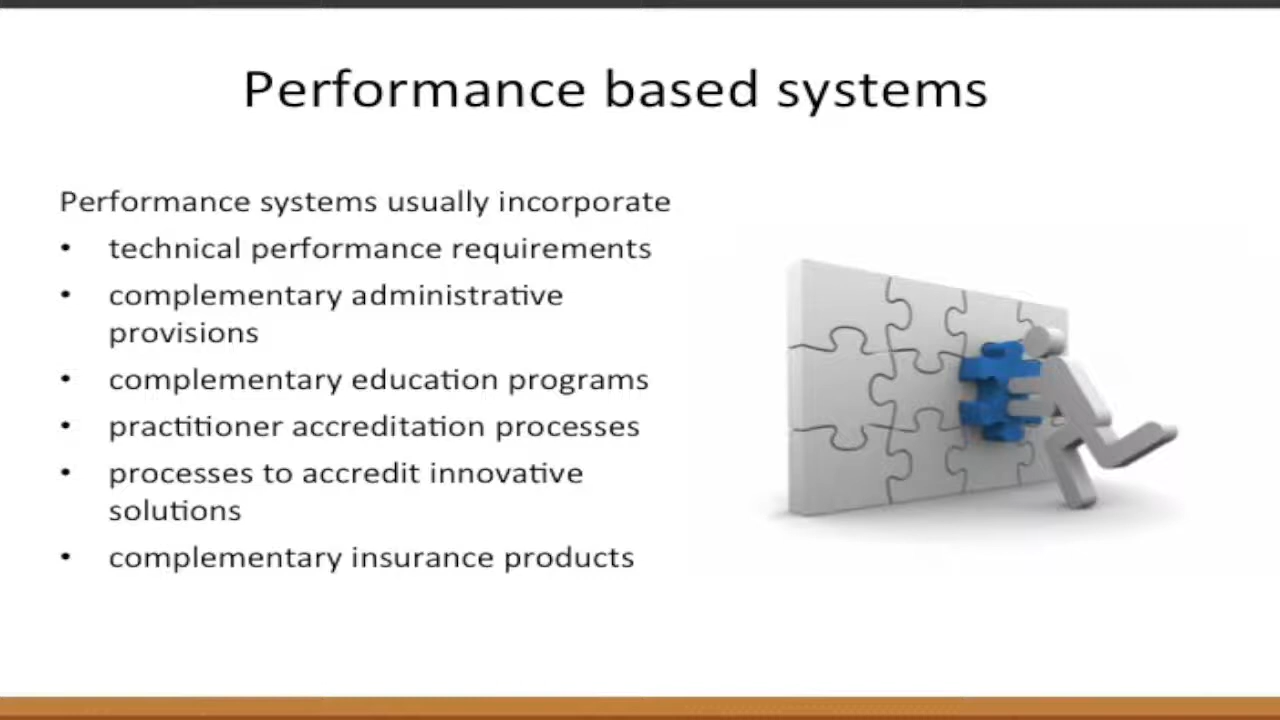 Performance based systems
Performance systems usually incorporate
• technical performance requirements
• complementary administrative
provisions
• complementary education programs
• practitioner accreditation processes
• processes to accredit innovative
solutions
• complementary insurance products